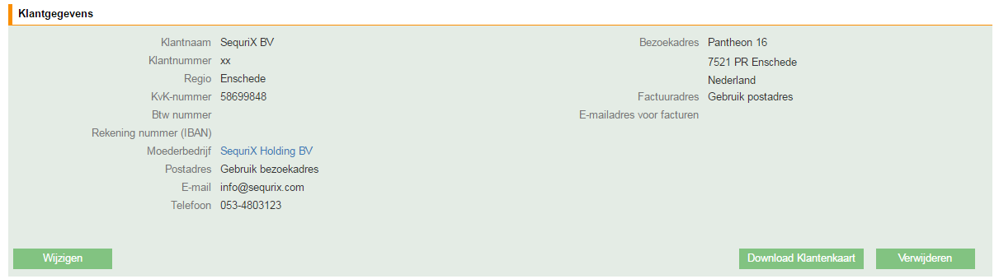 Klantgegevens
Klantnaam SequriX BV
Klantnummer xx
Regio Enschede
KvK-nummer 58699848
Btw nummer
Rekening nummer (IBAN)
Moederbedrijf SequriX Holding BV
Postadres Gebruik bezoekadres
E-mail info@sequrix.com
Telefoon 053-4803123
Bezoekadres Pantheon 16
7521 PR Enschede
Nederland
Factuuradres Gebruik postadres
E-mailadres voor facturen
Wijzigen
Download Klantenkaart
Verwijderen